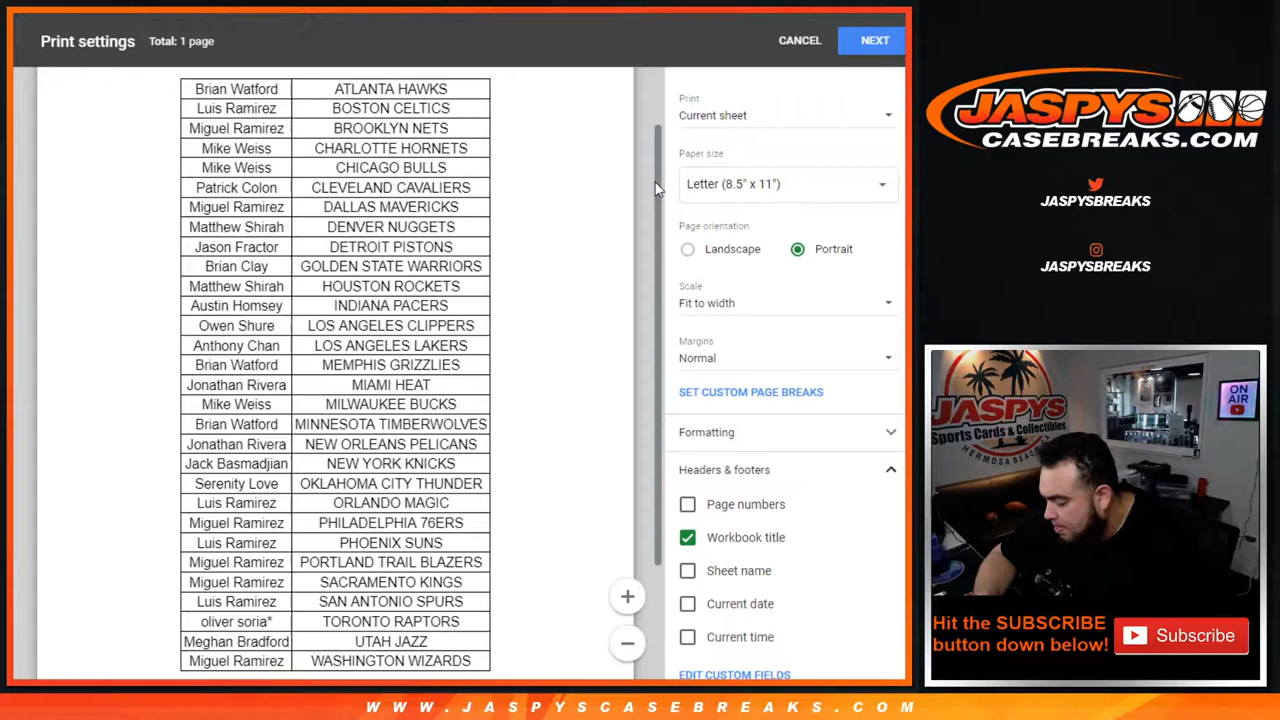 Print settings Total: 1 page CANCEL NEXT
Brian Watford ATLANTA HAWKS
Luis Ramirez BOSTON CELTICS
Miguel Ramirez BROOKLYN NETS
Mike Weiss CHARLOTTE HORNETS
Mike Weiss CHICAGO BULLS
Patrick Colon CLEVELAND CAVALIERS
Miguel Ramirez DALLAS MAVERICKS
Matthew Shirah DENVER NUGGETS
Jason Fractor DETROIT PISTONS
Brian Clay GOLDEN STATE WARRIORS
Matthew Shirah HOUSTON ROCKETS
Austin Homsey INDIANA PACERS
Owen Shure LOS ANGELES CLIPPERS
Anthony Chan LOS ANGELES LAKERS
Brian Watford MEMPHIS GRIZZLIES
Jonathan Rivera MIAMI HEAT
Mike Weiss MILWAUKEE BUCKS
Brian Watford MINNESOTA TIMBERWOLVES
Jonathan Rivera NEW ORLEANS PELICANS
Jack Basmadjian NEW YORK KNICKS
Serenity Love OKLAHOMA CITY THUNDER
Luis Ramirez ORLANDO MAGIC
Miguel Ramirez PHILADELPHIA 76ERS
Luis Ramirez PHOENIX SUNS
Miguel Ramirez PORTLAND TRAIL BLAZERS
Miguel Ramirez SACRAMENTO KINGS
Luis Ramirez SAN ANTONIO SPURS
oliver soria* TORONTO RAPTORS
Meghan Bradford UTAH JAZZ
Miguel Ramirez WASHINGTON WIZARDS
Print
Current sheet
Paper size
Letter (8.5" x 11")
Page orientation
Landscape Portrait
Scale
Fit to width
Margins
Normal
SET CUSTOM PAGE BREAKS
Formatting
Headers & footers
Page numbers
Workbook title
Sheet name
Current date
Current time
EDIT CUSTOM FIELDS
JASPYS
CASEBREAKS.COM
JASPYSBREAKS
JASPYSBREAKS
JASPYS
Sports Cards & Collectibles
HERMOSA BEACH
ON
AIR
Hit the SUBSCRIBE
button down below!
Subscribe
WWW.JASPYSCASEBREAKS.COM